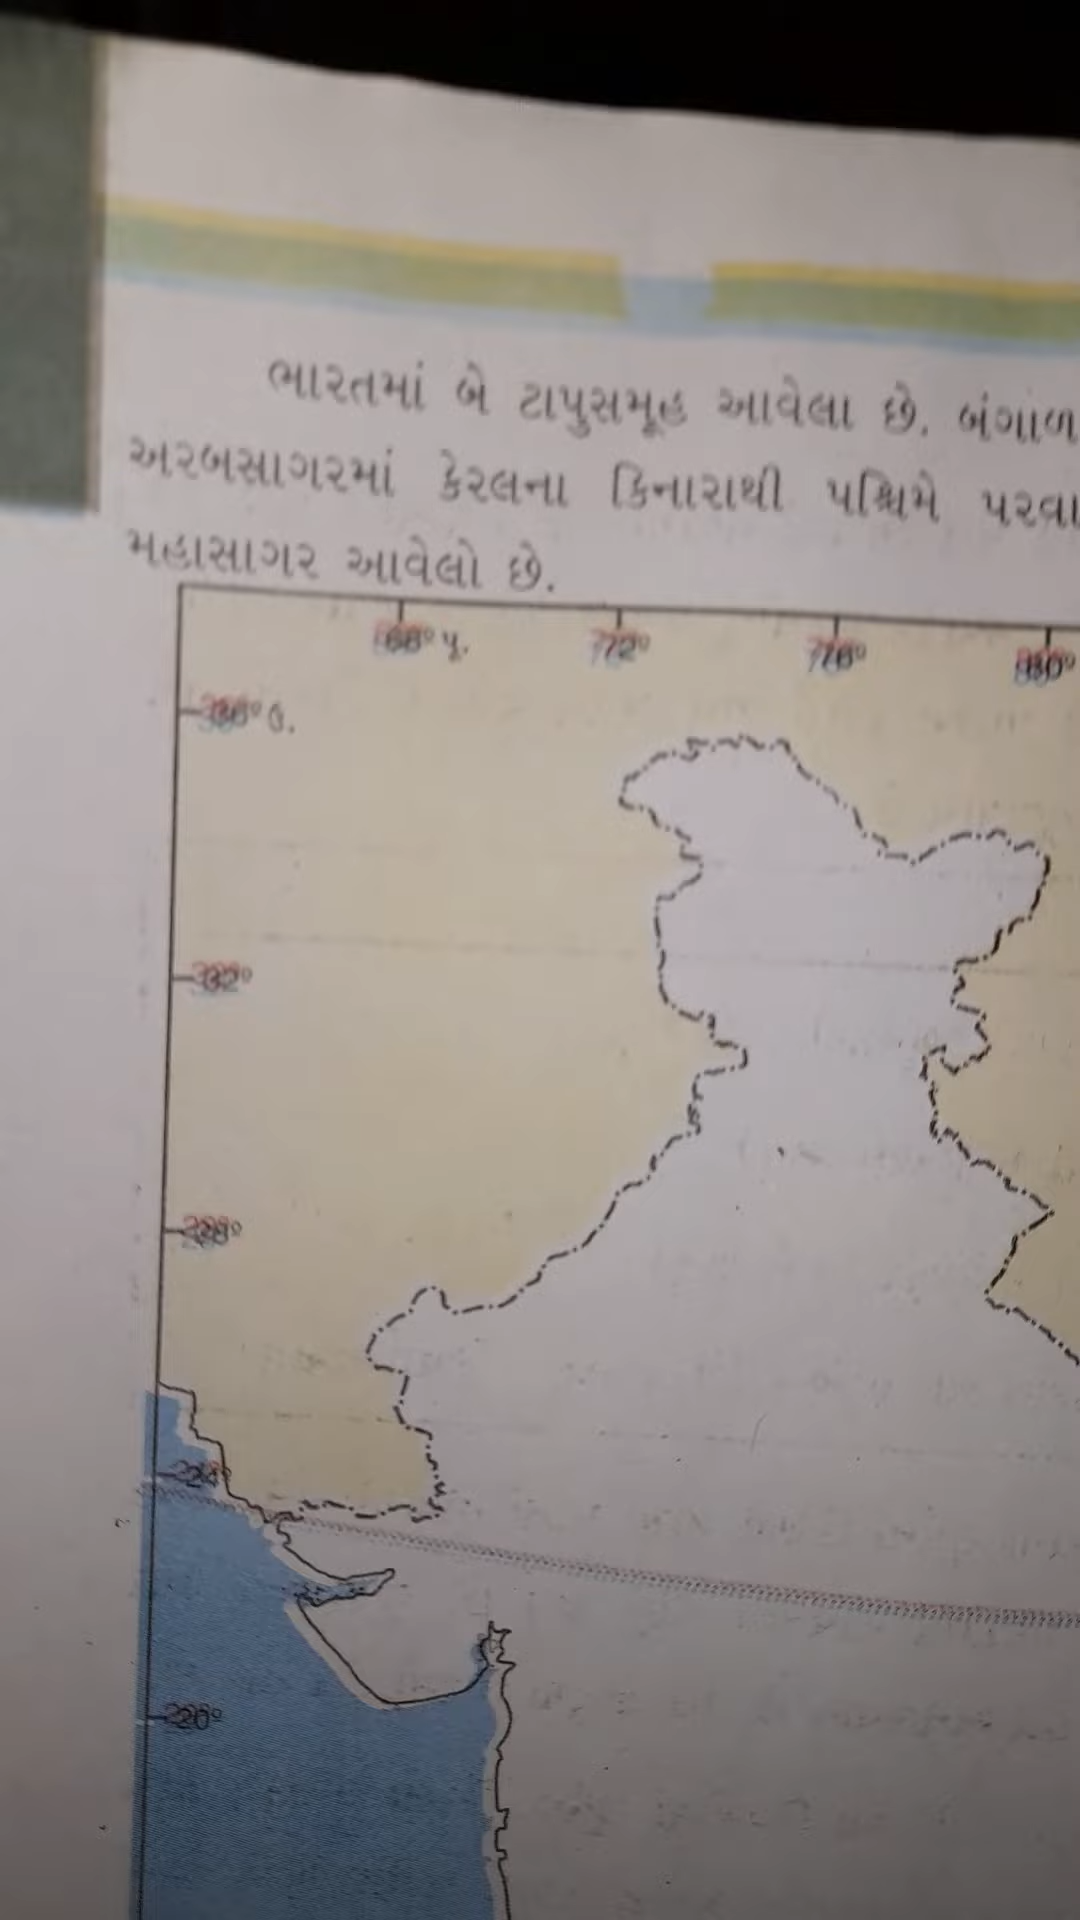 ભારતમાં બે ટાપુસમૂહ આવેલા છે. બંગાળ
અરબસાગરમાં કેરલના કિનારાથી પશ્ચિમે પરવા
મહાસાગર આવેલો છે.
68° પૂ. 72° 76° 80°
36° ઉ.
32°
28°
24°
20°